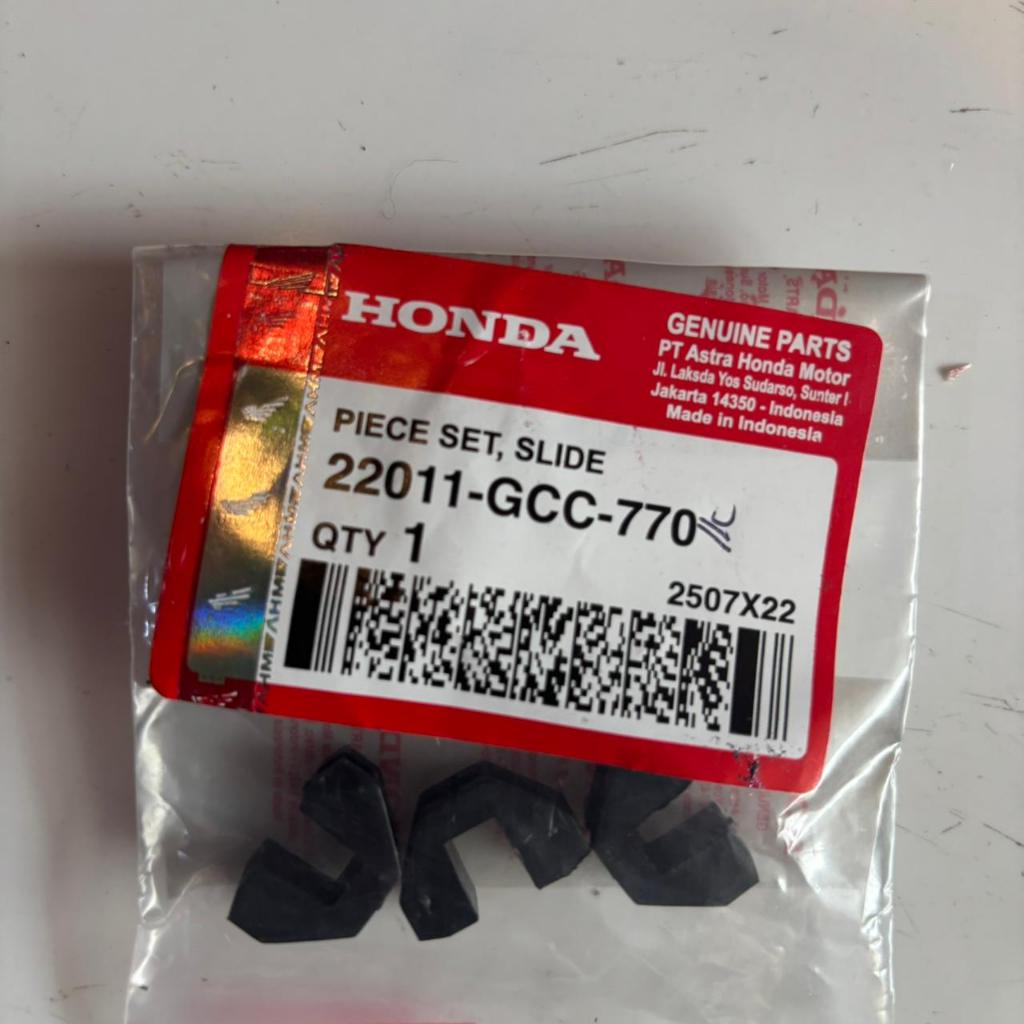 HONDA
GENUINE PARTS
PT Astra Honda Motor
Jl. Laksda Yos Sudarso, Sunter I
Jakarta 14350 - Indonesia
Made in Indonesia
PIECE SET, SLIDE
22011-GCC-770
QTY 1
2507X22